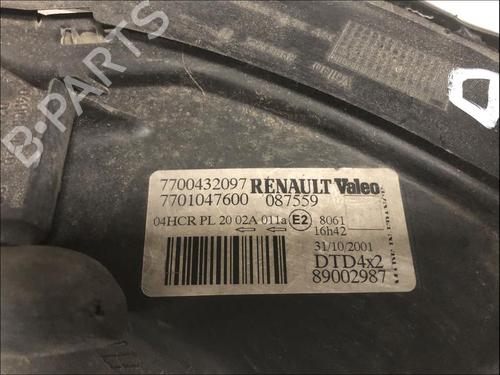 B-PARTS
7700432097 RENAULT Valeo
7701047600 087559
04HCR PL 20 02A 011a E2 8061
16h42
31/10/2001
DTD4x2
89002987